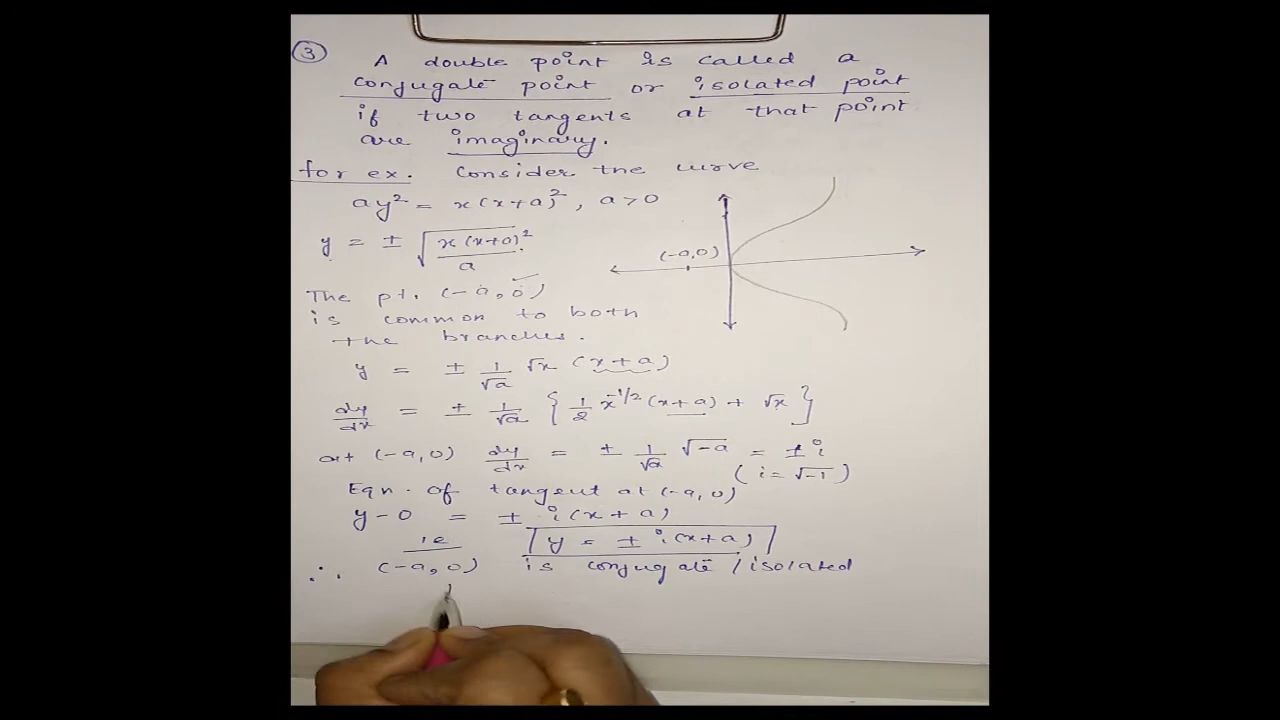 ③ A double point is called a
conjugate point or isolated point
if two tangents at that point
are imaginary.
for ex. Consider the curve
ay² = x(x+a)², a>0
y = ± √(x(x+a)²/a)
(-a,0)
The pt. (-a,0)
is common to both
the branches.
y = ± 1/√a √x (x+a)
dy/dx = ± 1/√a { 1/2 x^-1/2 (x+a) + √x }
at (-a,0) dy/dx = ± 1/√a √-a = ± i
(i = √-1)
Eqn. of tangent at (-a,0)
y-0 = ± i(x+a)
ie y = ± i(x+a)
∴ (-a,0) is conjugate / isolated